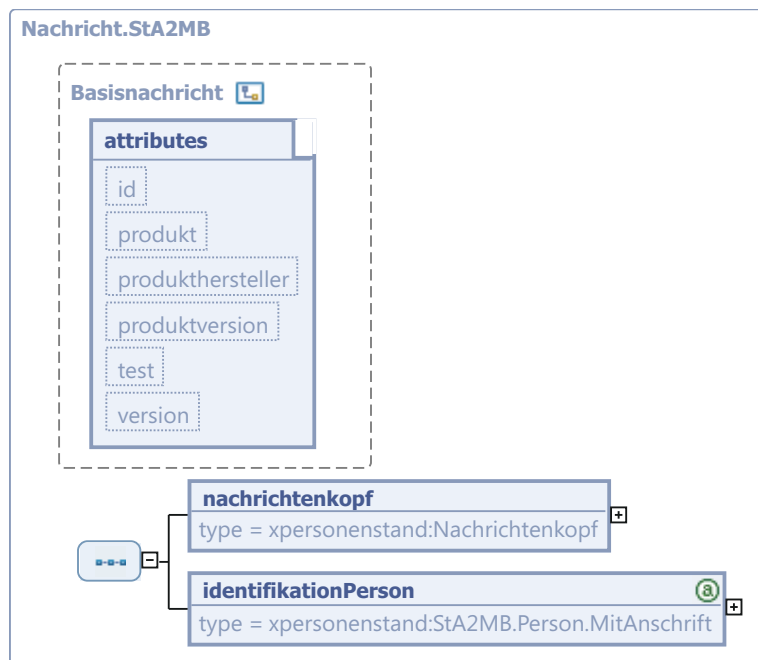 Nachricht.StA2MB
Basisnachricht
attributes
id
produkt
produkthersteller
produktversion
test
version
nachrichtenkopf
type = xpersonenstand:Nachrichtenkopf
identifikationPerson a
type = xpersonenstand:StA2MB.Person.MitAnschrift